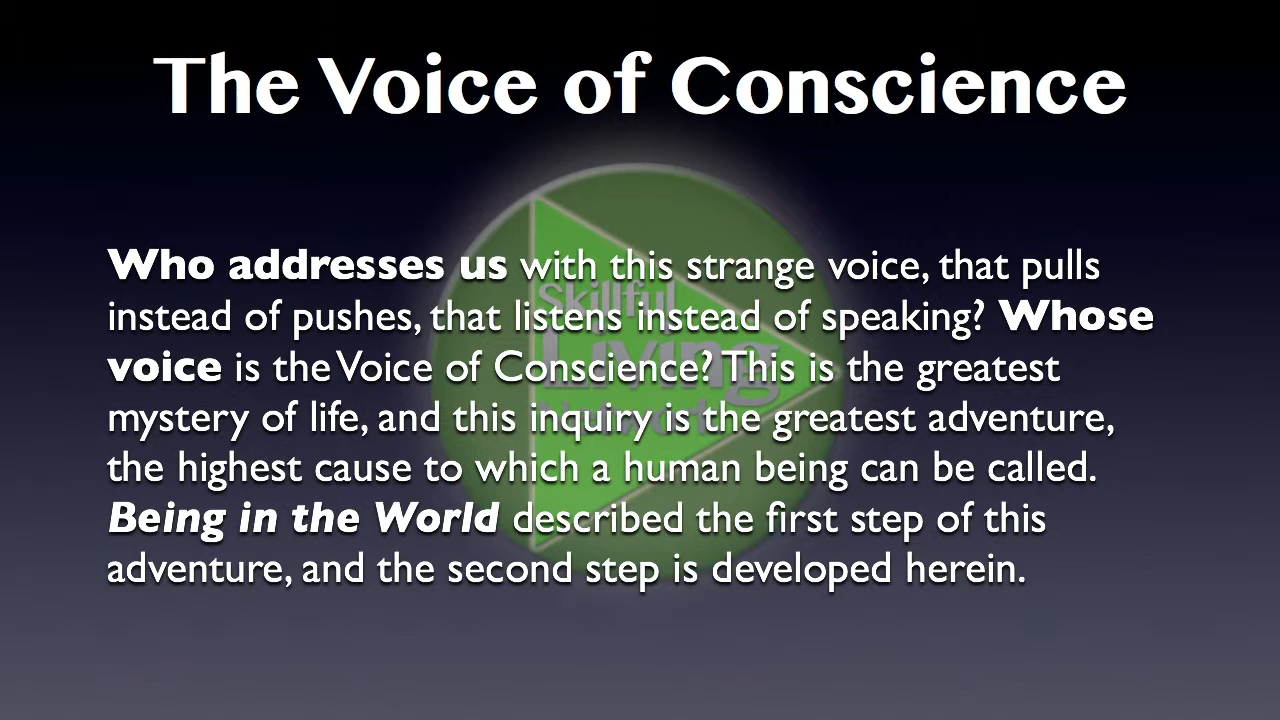 The Voice of Conscience
Who addresses us with this strange voice, that pulls
instead of pushes, that listens instead of speaking? Whose
voice is the Voice of Conscience? This is the greatest
mystery of life, and this inquiry is the greatest adventure,
the highest cause to which a human being can be called.
Being in the World described the first step of this
adventure, and the second step is developed herein.
Skillful
Living